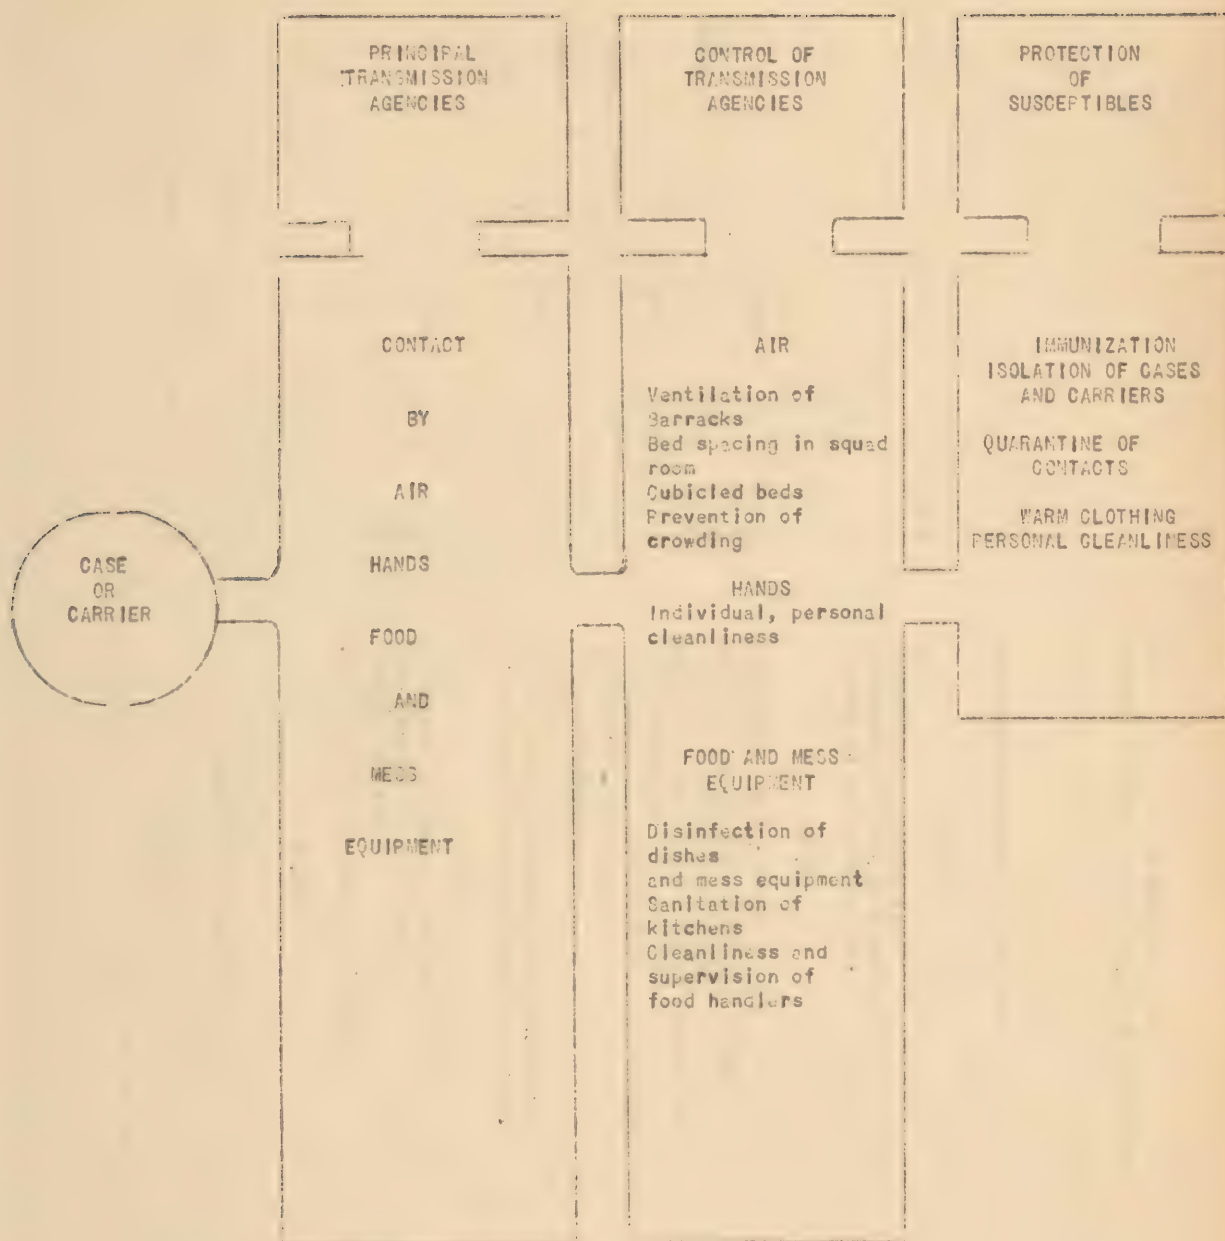 PRINCIPAL
TRANSMISSION
AGENCIES
CONTROL OF
TRANSMISSION
AGENCIES
PROTECTION
OF
SUSCEPTIBLES
CASE
OR
CARRIER
CONTACT
BY
AIR
HANDS
FOOD
AND
MESS
EQUIPMENT
AIR
Ventilation of
Barracks
Bed spacing in squad
room
Cubicled beds
Prevention of
crowding
HANDS
Individual, personal
cleanliness
FOOD AND MESS
EQUIPMENT
Disinfection of
dishes
and mess equipment
Sanitation of
kitchens
Cleanliness and
supervision of
food handlers
IMMUNIZATION
ISOLATION OF CASES
AND CARRIERS
QUARANTINE OF
CONTACTS
WARM CLOTHING
PERSONAL CLEANLINESS